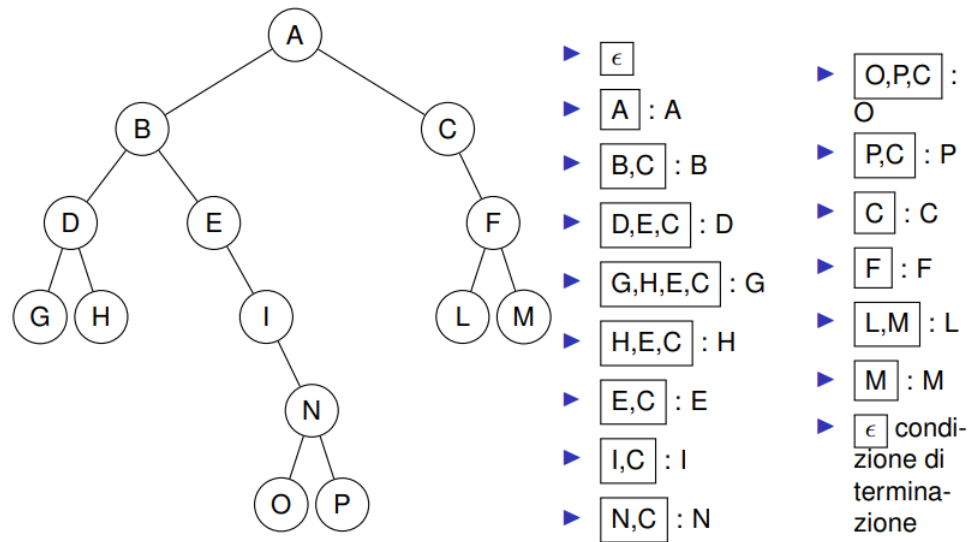 A
B
C
D
E
F
G
H
I
L
M
N
O
P
▶ ϵ
▶ A : A
▶ B,C : B
▶ D,E,C : D
▶ G,H,E,C : G
▶ H,E,C : H
▶ E,C : E
▶ I,C : I
▶ N,C : N
▶ O,P,C :
O
▶ P,C : P
▶ C : C
▶ F : F
▶ L,M : L
▶ M : M
▶ ϵ condi-
zione di
termina-
zione